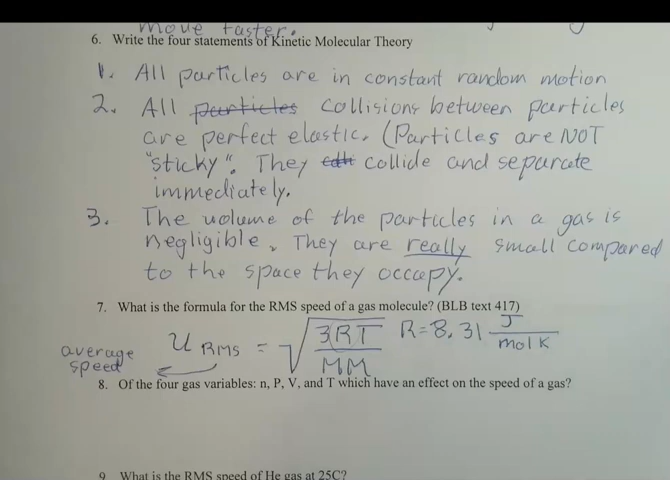 move faster.
6. Write the four statements of Kinetic Molecular Theory
1. All particles are in constant random motion
2. All particles collisions between particles
are perfect elastic. (Particles are NOT
"sticky". They collide and separate
immediately.
3. The volume of the particles in a gas is
negligible. They are really small compared
to the space they occupy.
7. What is the formula for the RMS speed of a gas molecule? (BLB text 417)
average speed
U RMS = √3RT/MM R=8.31 J/mol K
8. Of the four gas variables: n, P, V, and T which have an effect on the speed of a gas?
9 What is the RMS speed of He gas at 25C?